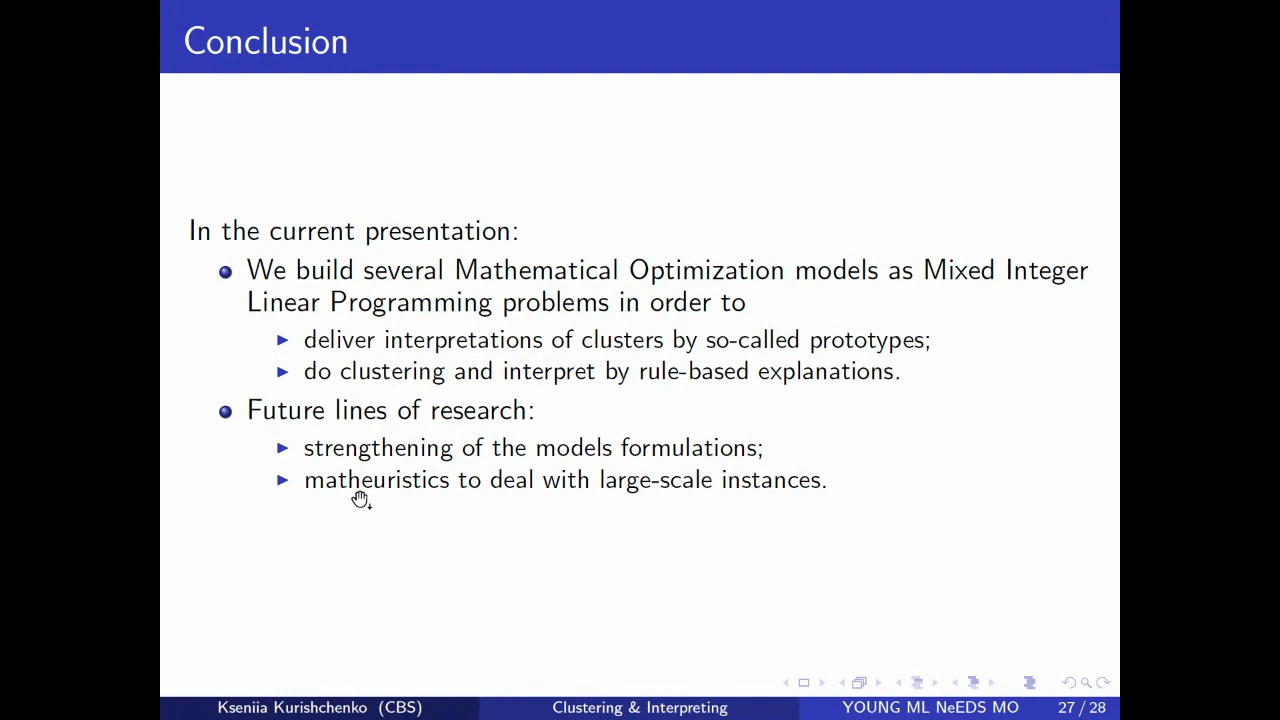 Conclusion
In the current presentation:
We build several Mathematical Optimization models as Mixed Integer
Linear Programming problems in order to
deliver interpretations of clusters by so-called prototypes;
do clustering and interpret by rule-based explanations.
Future lines of research:
strengthening of the models formulations;
matheuristics to deal with large-scale instances.
Kseniia Kurishchenko (CBS)
Clustering & Interpreting
YOUNG ML NeEDS MO
27 / 28